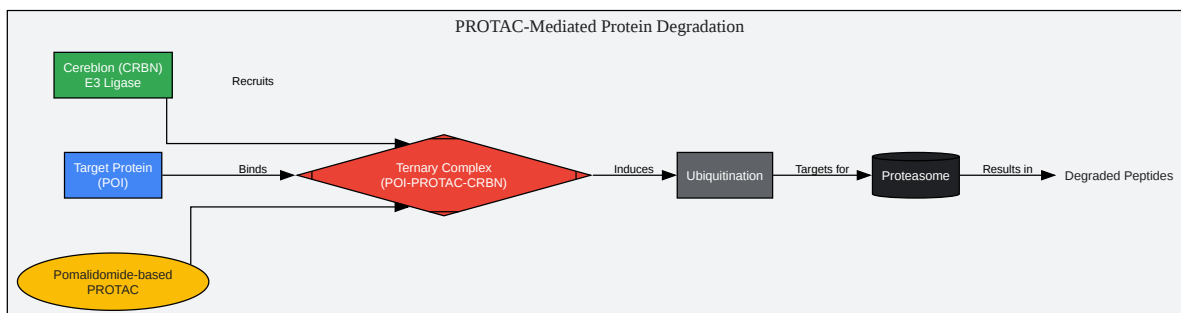 PROTAC-Mediated Protein Degradation
Cereblon (CRBN)
E3 Ligase
Recruits
Target Protein
(POI)
Binds
Ternary Complex
(POI-PROTAC-CRBN)
Induces
Ubiquitination
Targets for
Proteasome
Results in
Degraded Peptides
Pomalidomide-based
PROTAC